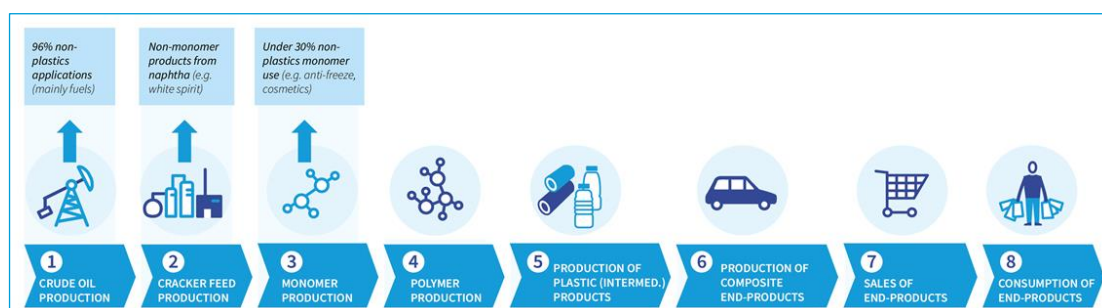 96% non-
plastics
applications
(mainly fuels)
Non-monomer
products from
naphtha (e.g.
white spirit)
Under 30% non-
plastics monomer
use (e.g. anti-freeze,
cosmetics)
1
CRUDE OIL
PRODUCTION
2
CRACKER FEED
PRODUCTION
3
MONOMER
PRODUCTION
4
POLYMER
PRODUCTION
5
PRODUCTION OF
PLASTIC (INTERMED.)
PRODUCTS
6
PRODUCTION OF
COMPOSITE
END-PRODUCTS
7
SALES OF
END-PRODUCTS
8
CONSUMPTION OF
END-PRODUCTS